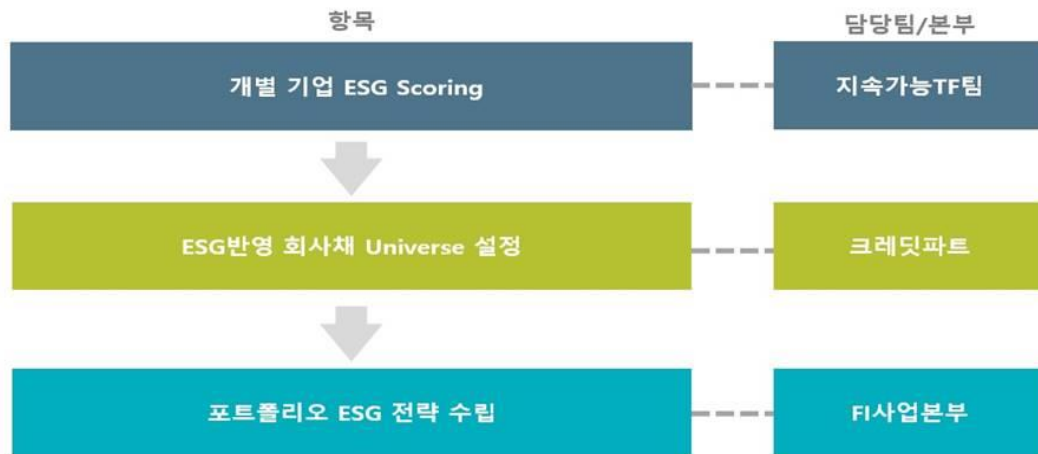 항목
담당팀/본부
개별 기업 ESG Scoring
지속가능TF팀
ESG반영 회사채 Universe 설정
크레딧파트
포트폴리오 ESG 전략 수립
FI사업본부